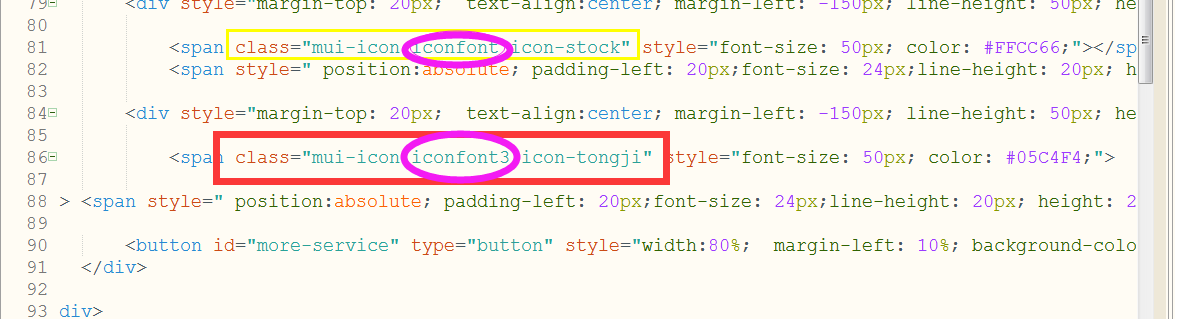 79 <div style="margin-top: 20px;  text-align:center; margin-left: -150px; line-height: 50px; he
80
81 <span class="mui-icon iconfont icon-stock" style="font-size: 50px; color: #FFCC66;"></sp
82 <span style=" position:absolute; padding-left: 20px;font-size: 24px;line-height: 20px; h
83
84 <div style="margin-top: 20px;  text-align:center; margin-left: -150px; line-height: 50px; he
85
86 <span class="mui-icon iconfont3 icon-tongji" style="font-size: 50px; color: #05C4F4;">
87
88 > <span style=" position:absolute; padding-left: 20px;font-size: 24px;line-height: 20px; height: 2
89
90 <button id="more-service" type="button" style="width:80%;  margin-left: 10%; background-colo
91 </div>
92
93 div>